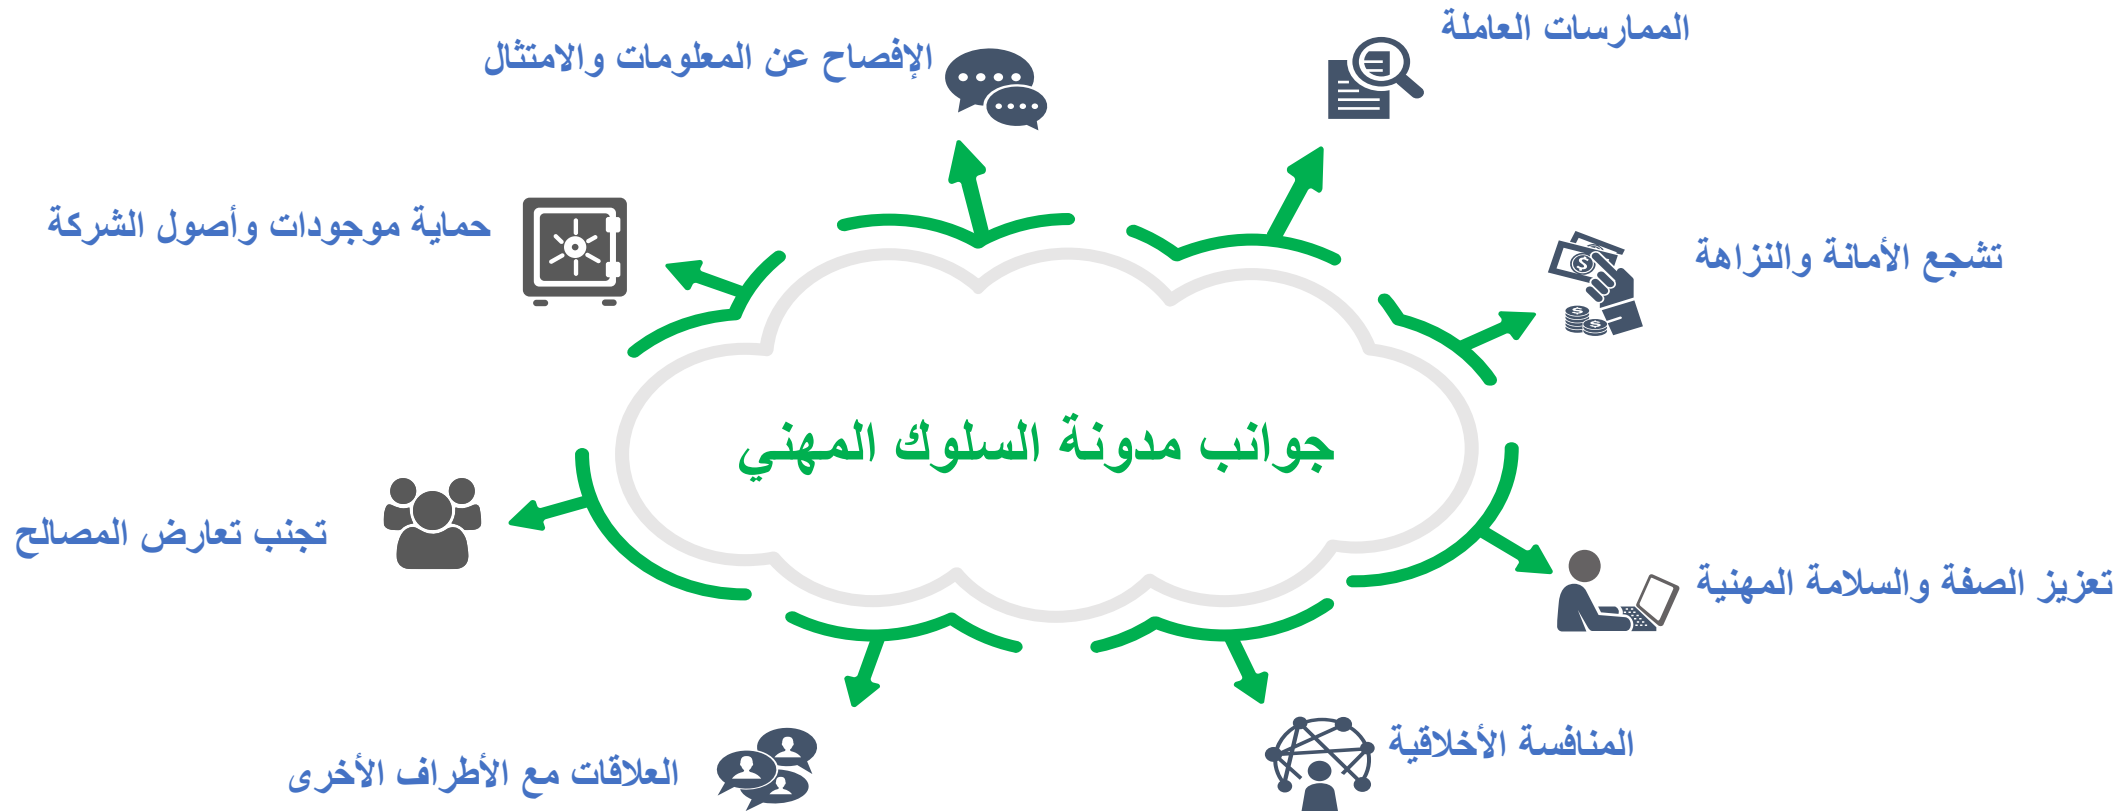 الممارسات العاملة
الإفصاح عن المعلومات والامتثال
تشجع الأمانة والنزاهة
حماية موجودات وأصول الشركة
جوانب مدونة السلوك المهني
تعزيز الصفة والسلامة المهنية
تجنب تعارض المصالح
المنافسة الأخلاقية
العلاقات مع الأطراف الأخرى